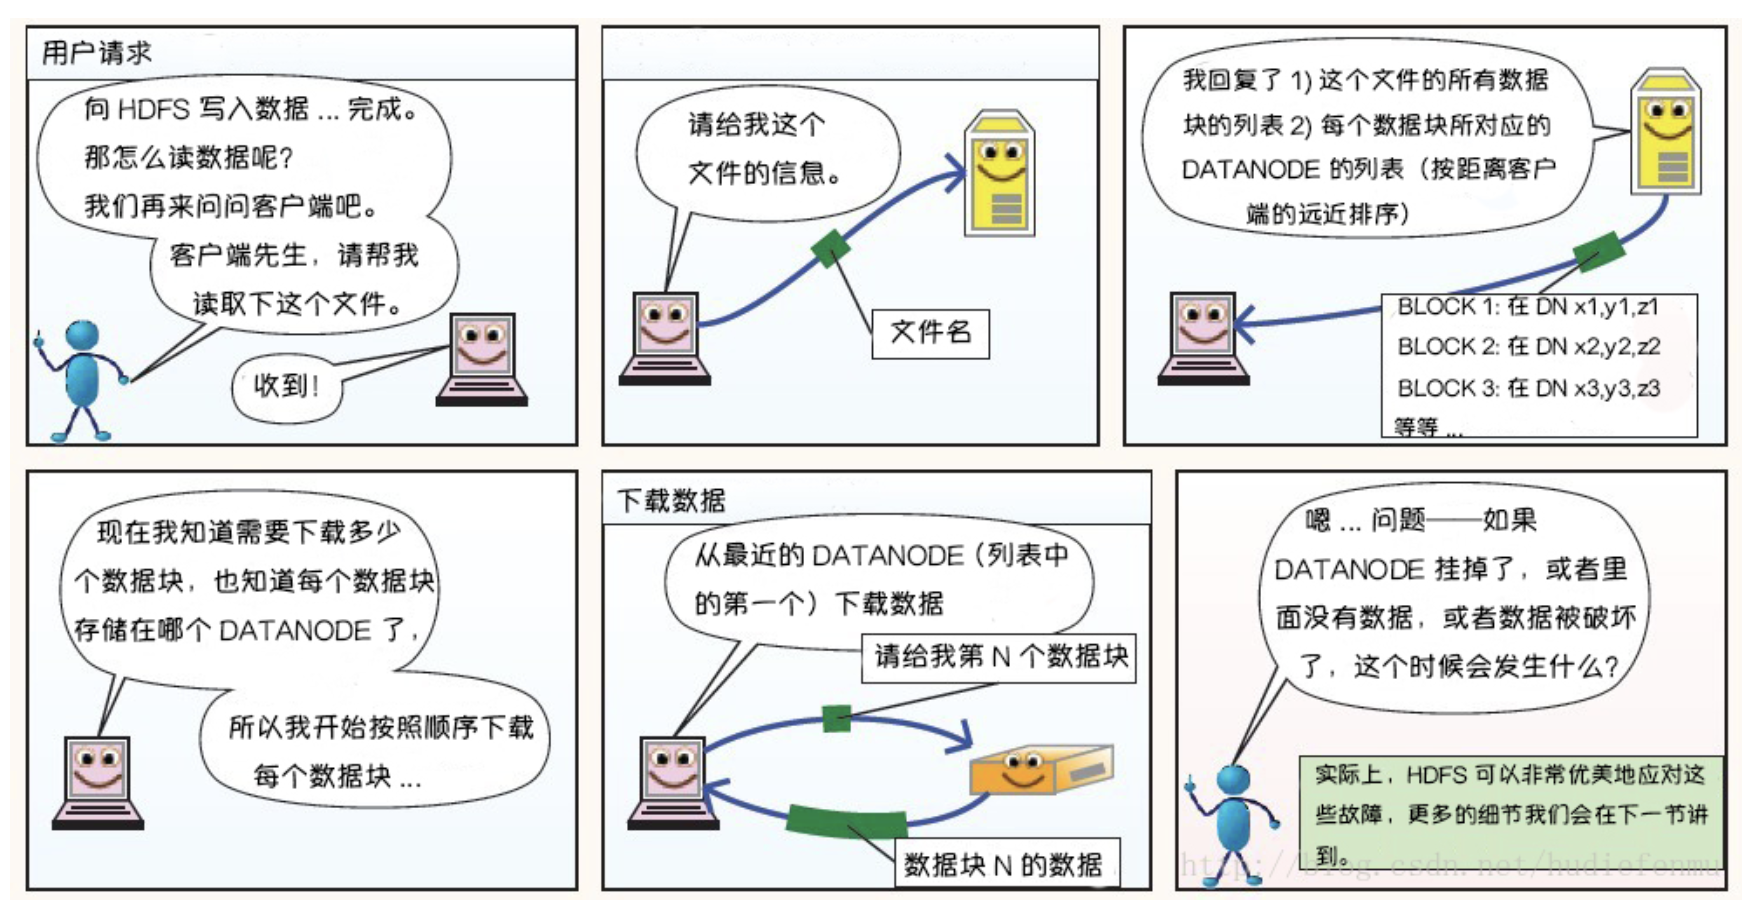 用户请求
向 HDFS 写入数据 ... 完成。
那怎么读数据呢?
我们再来问问客户端吧。
客户端先生，请帮我
读取下这个文件。
收到!
请给我这个
文件的信息。
文件名
我回复了 1) 这个文件的所有数据
块的列表 2) 每个数据块所对应的
DATANODE 的列表（按距离客户
端的远近排序）
BLOCK 1: 在 DN x1,y1,z1
BLOCK 2: 在 DN x2,y2,z2
BLOCK 3: 在 DN x3,y3,z3
等等 ...
现在我知道需要下载多少
个数据块，也知道每个数据块
存储在哪个 DATANODE 了，
所以我开始按照顺序下载
每个数据块 ...
下载数据
从最近的 DATANODE（列表中
的第一个）下载数据
请给我第 N 个数据块
数据块 N 的数据
嗯 ... 问题——如果
DATANODE 挂掉了，或者里
面没有数据，或者数据被破坏
了，这个时候会发生什么?
实际上，HDFS 可以非常优美地应对这
些故障，更多的细节我们会在下一节讲
到。
http://blog.csdn.net/hudiefenmu